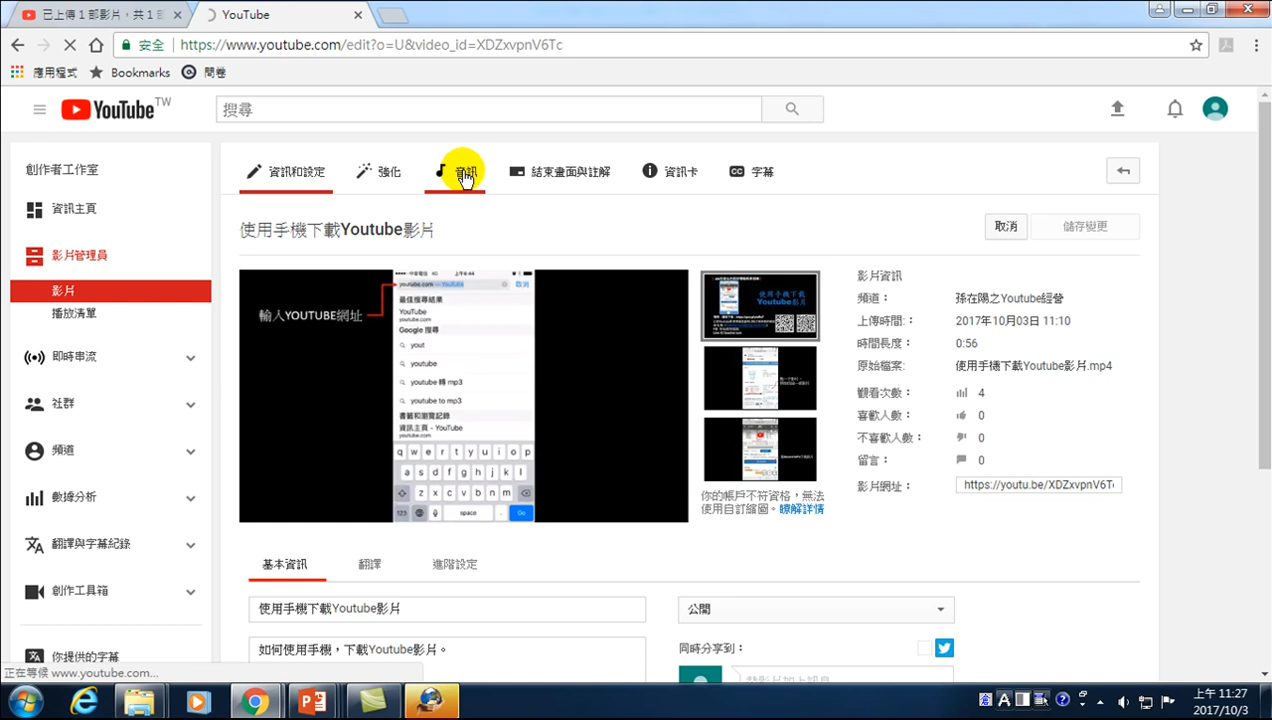 已上傳 1 部影片，共 1 部
YouTube
安全
https://www.youtube.com/edit?o=U&video_id=XDZxvpnV6Tc
應用程式
Bookmarks
問卷
YouTube TW
搜尋
創作者工作室
資訊主頁
影片管理員
影片
播放清單
即時串流
社群
頻道
數據分析
翻譯與字幕紀錄
創作工具箱
你提供的字幕
資訊和設定
強化
音訊
結束畫面與註解
資訊卡
CC 字幕
使用手機下載Youtube影片
取消
儲存變更
輸入YOUTUBE網址
youtube.com
取消
最佳搜尋結果
YouTube
youtube.com
Google 搜尋
yout
youtube
youtube 轉 mp3
youtube to mp3
書籤和瀏覽記錄
資訊主頁 - YouTube
youtube.com
q w e r t y u i o p
a s d f g h j k l
z x c v b n m
123
space
.
Go
使用手機下載
Youtube影片
你的帳戶不符資格，無法
使用自訂縮圖。瞭解詳情
影片資訊
頻道：
孫在陽之Youtube經營
上傳時間：
2017年10月03日 11:10
時間長度：
0:56
原始檔案：
使用手機下載Youtube影片.mp4
觀看次數：
4
喜歡人數：
0
不喜歡人數：
0
留言：
0
影片網址：
https://youtu.be/XDZxvpnV6T
基本資訊
翻譯
進階設定
使用手機下載Youtube影片
公開
如何使用手機，下載Youtube影片。
同時分享到：
正在等候 www.youtube.com...
上午 11:27
2017/10/3